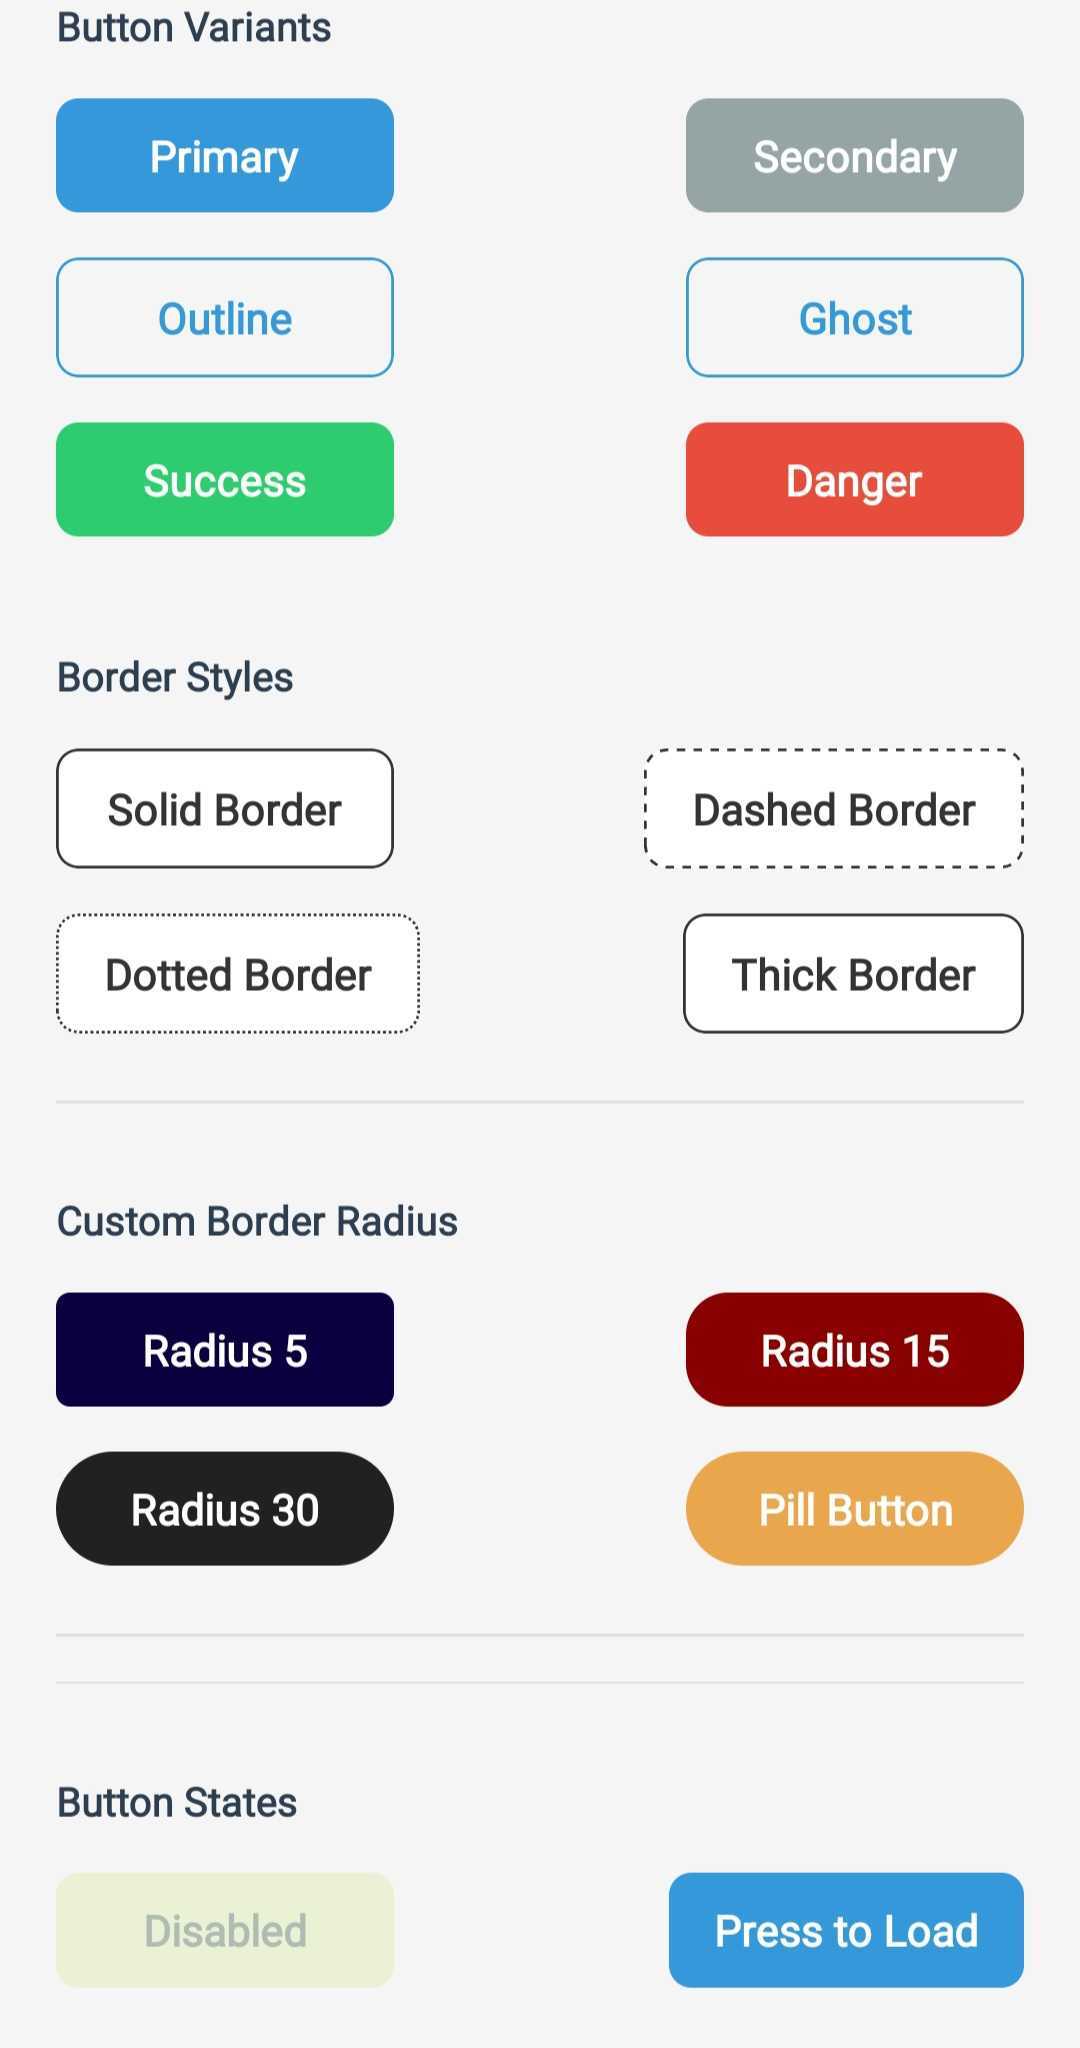 Button Variants
Primary
Secondary
Outline
Ghost
Success
Danger
Border Styles
Solid Border
Dashed Border
Dotted Border
Thick Border
Custom Border Radius
Radius 5
Radius 15
Radius 30
Pill Button
Button States
Disabled
Press to Load